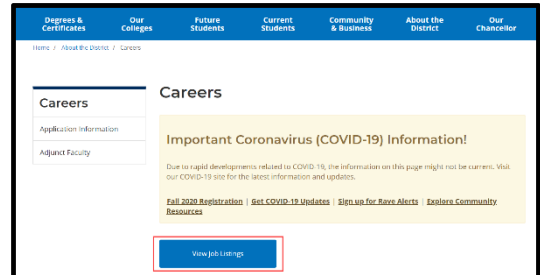 Degrees & Certificates
Our Colleges
Future Students
Current Students
Community & Business
About the District
Our Chancellor
Home / About the District / Careers
Careers
Application Information
Adjunct Faculty
Careers
Important Coronavirus (COVID-19) Information!
Due to rapid developments related to COVID-19, the information on this page might not be current. Visit
our COVID-19 site for the latest information and updates.
Fall 2020 Registration | Get COVID-19 Updates | Sign up for Rave Alerts | Explore Community
Resources
View Job Listings